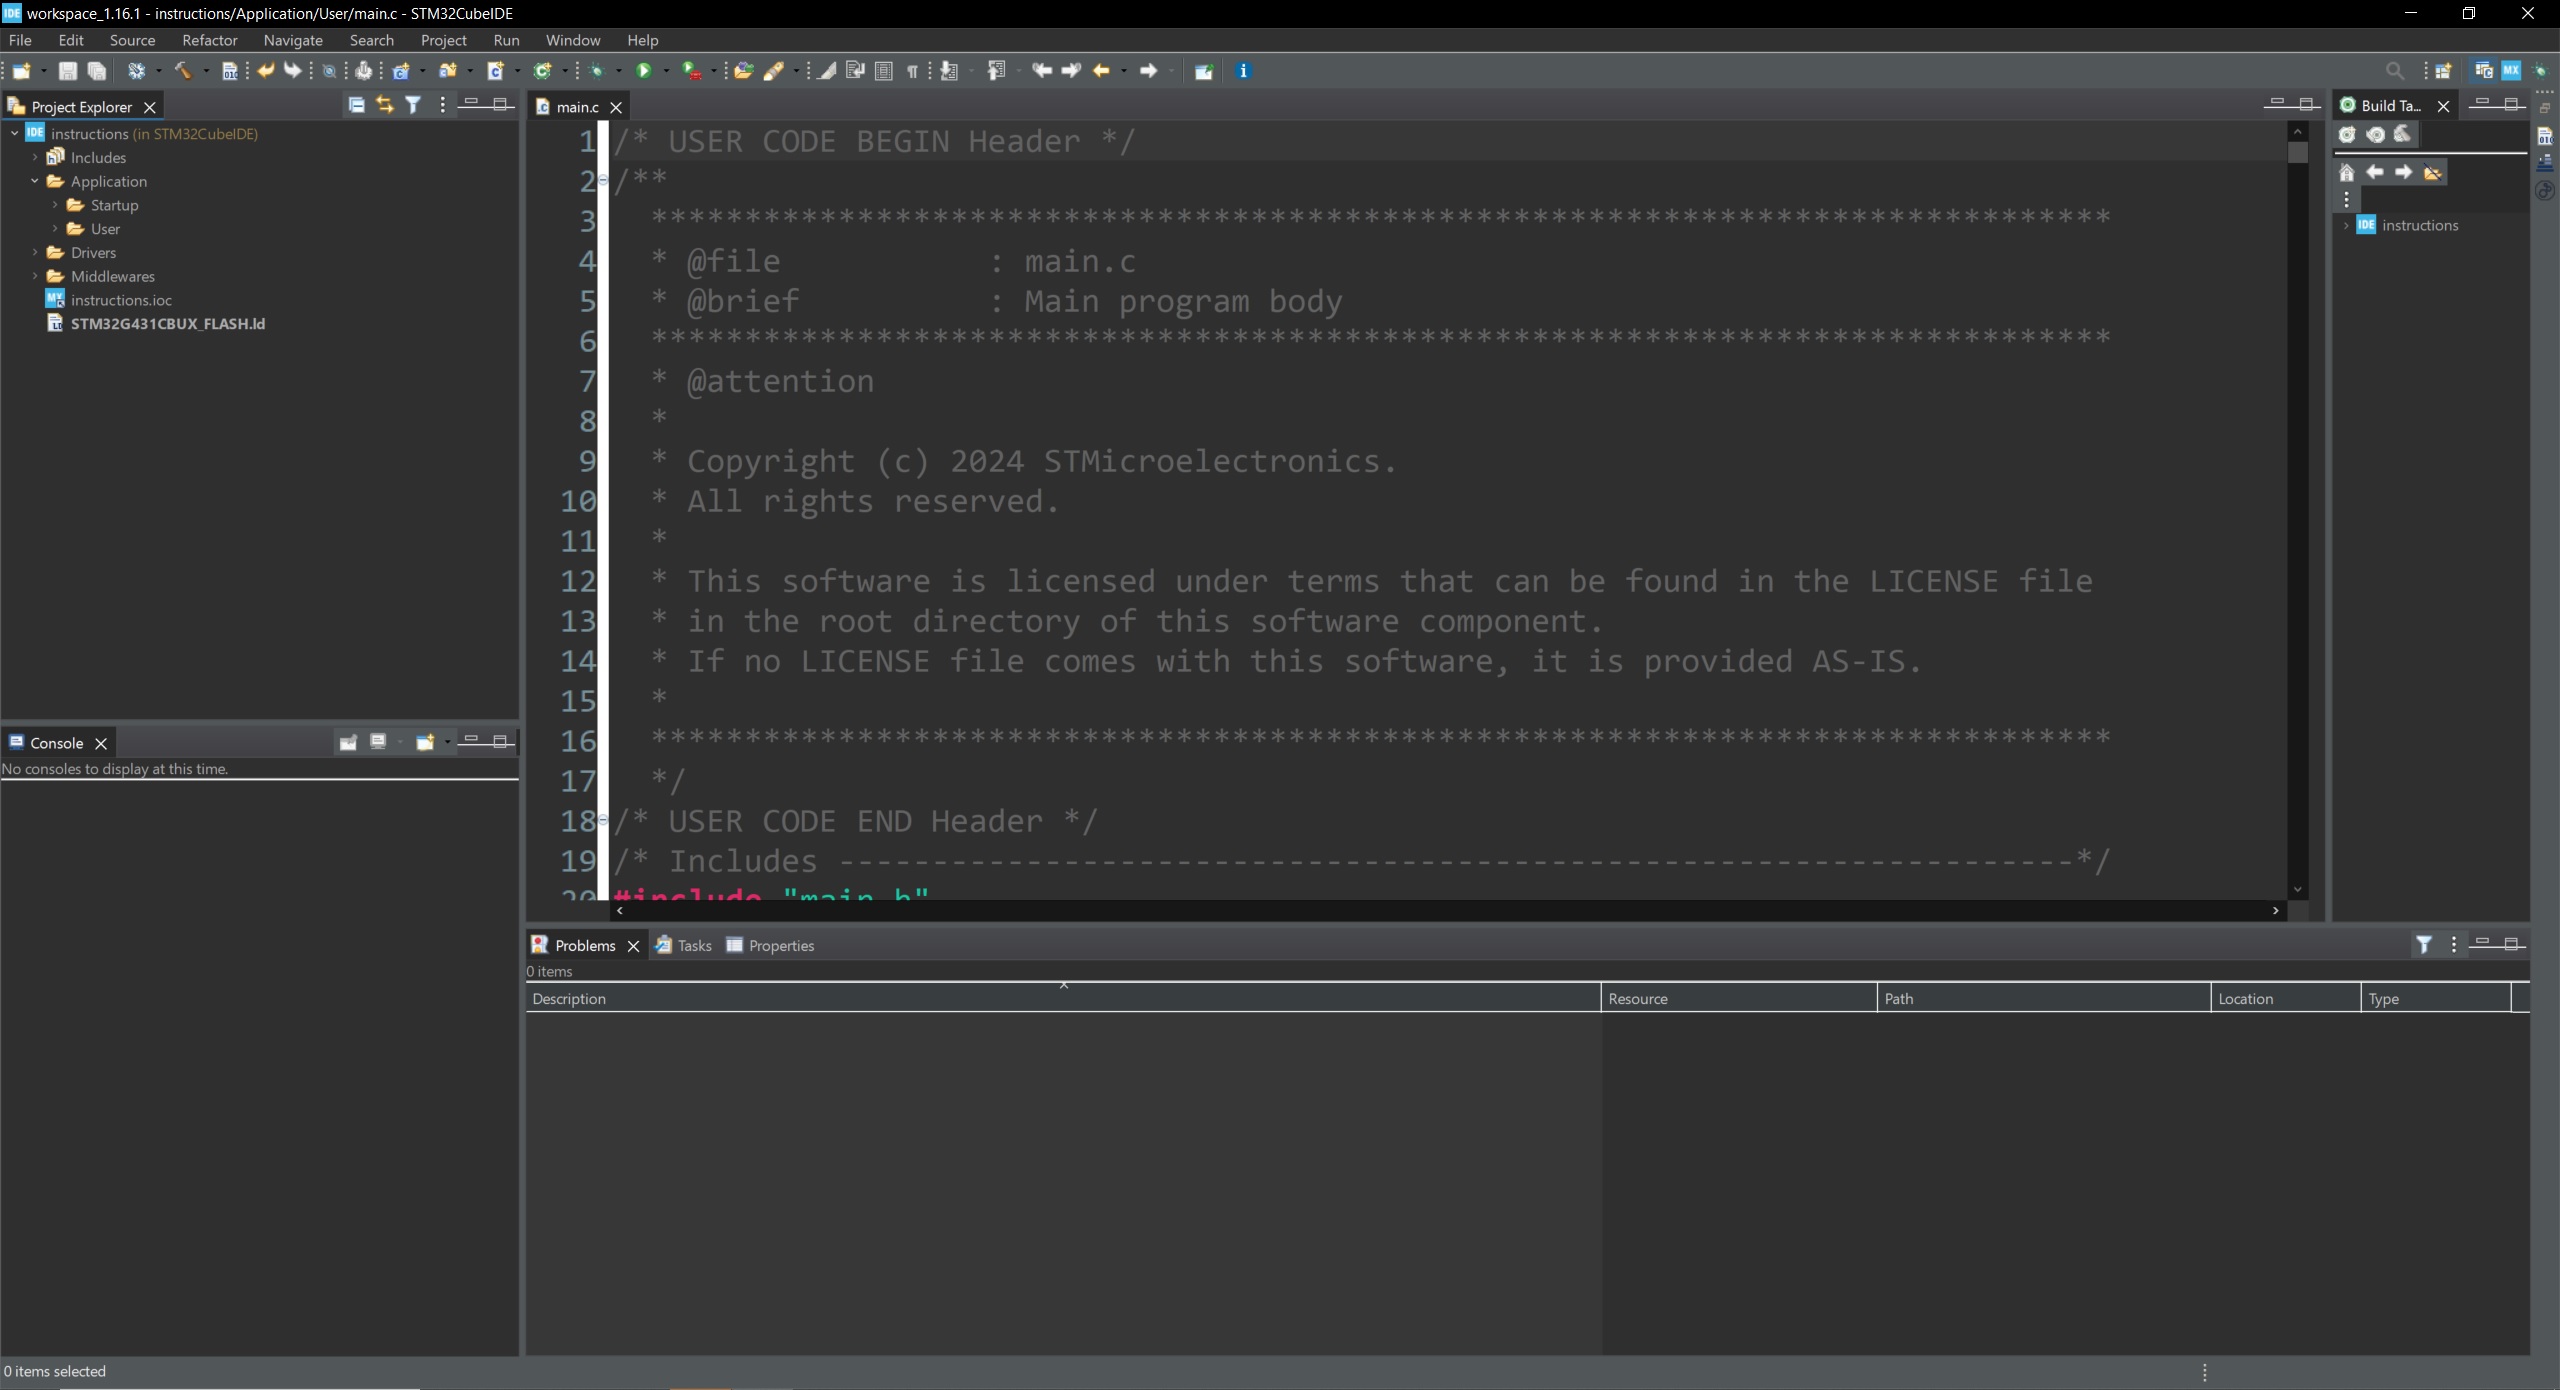 IDE workspace_1.16.1 - instructions/Application/User/main.c - STM32CubeIDE
File Edit Source Refactor Navigate Search Project Run Window Help
Project Explorer
IDE instructions (in STM32CubeIDE)
Includes
Application
Startup
User
Drivers
Middlewares
MX instructions.ioc
STM32G431CBUX_FLASH.ld
Console
No consoles to display at this time.
main.c
1 /* USER CODE BEGIN Header */
2 /**
3 ******************************************************************************
4 * @file : main.c
5 * @brief : Main program body
6 ******************************************************************************
7 * @attention
8 *
9 * Copyright (c) 2024 STMicroelectronics.
10 * All rights reserved.
11 *
12 * This software is licensed under terms that can be found in the LICENSE file
13 * in the root directory of this software component.
14 * If no LICENSE file comes with this software, it is provided AS-IS.
15 *
16 ******************************************************************************
17 */
18 /* USER CODE END Header */
19 /* Includes ------------------------------------------------------------------*/
20 #include "main.h"
Build Ta...
IDE instructions
Problems Tasks Properties
0 items
Description Resource Path Location Type
0 items selected